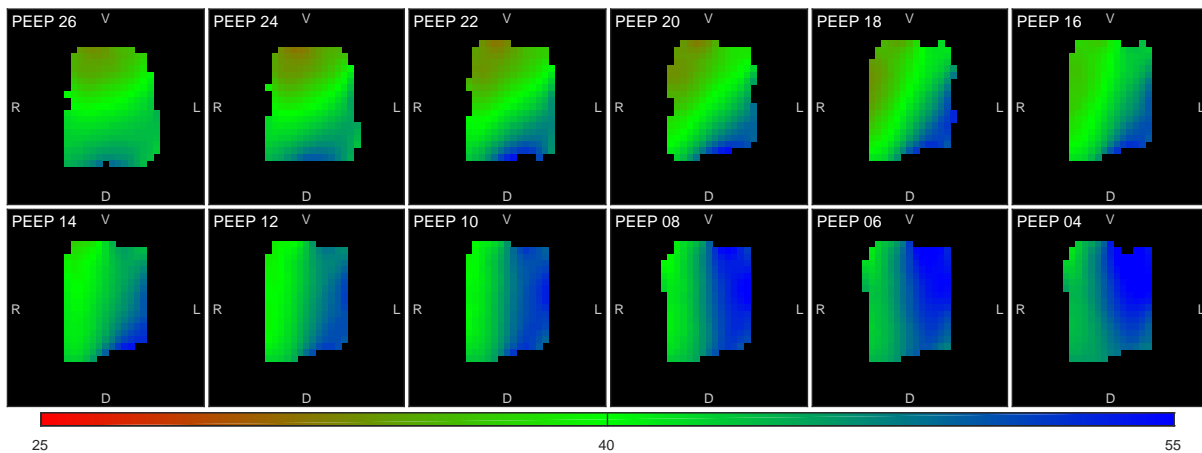 PEEP 26 V R L D
PEEP 24 V R L D
PEEP 22 V R L D
PEEP 20 V R L D
PEEP 18 V R L D
PEEP 16 V R L D
PEEP 14 V R L D
PEEP 12 V R L D
PEEP 10 V R L D
PEEP 08 V R L D
PEEP 06 V R L D
PEEP 04 V R L D
25 40 55